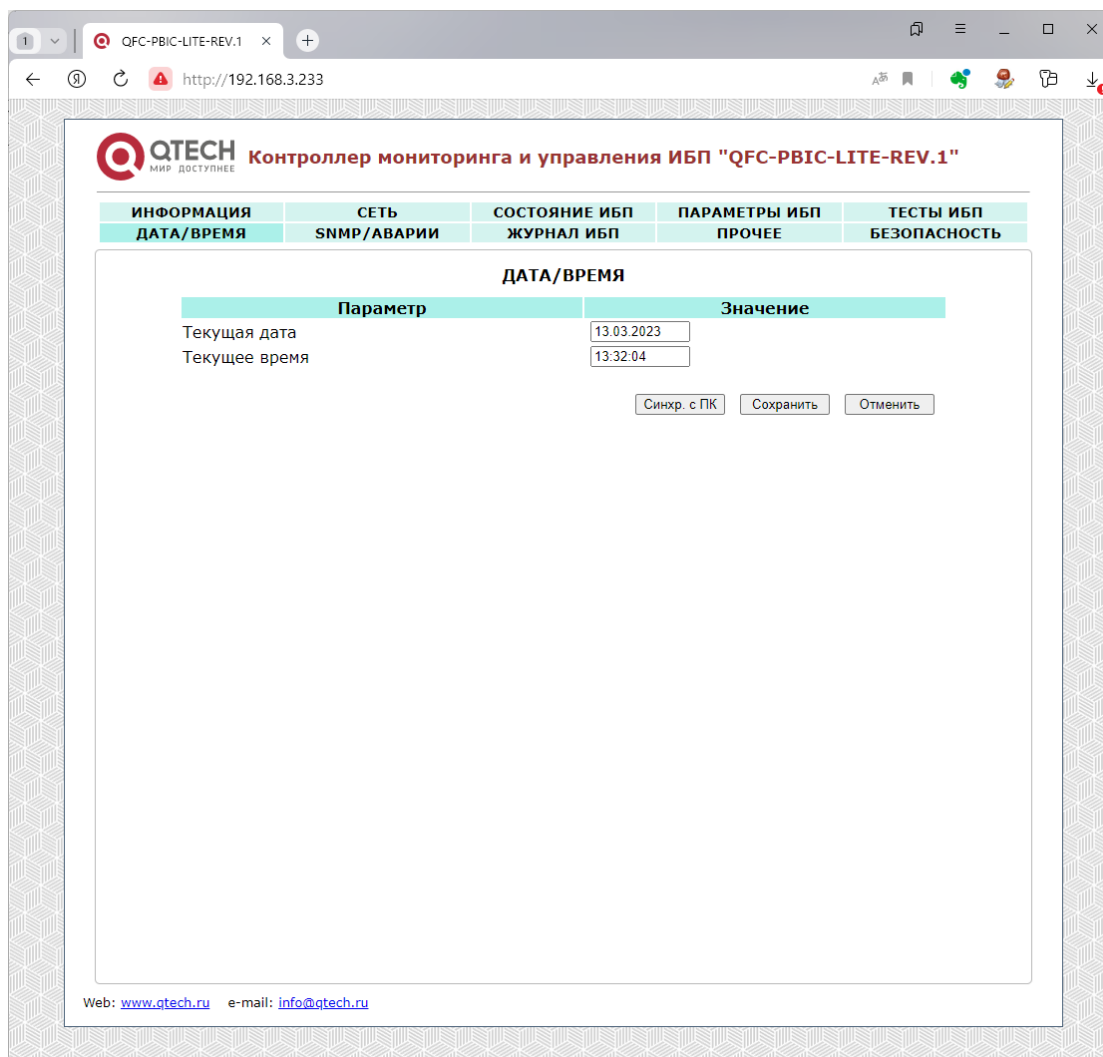 1
QFC-PBIC-LITE-REV.1
http://192.168.3.233
QTECH
МИР ДОСТУПНЕЕ
Контроллер мониторинга и управления ИБП "QFC-PBIC-LITE-REV.1"
ИНФОРМАЦИЯ СЕТЬ СОСТОЯНИЕ ИБП ПАРАМЕТРЫ ИБП ТЕСТЫ ИБП
ДАТА/ВРЕМЯ SNMP/АВАРИИ ЖУРНАЛ ИБП ПРОЧЕЕ БЕЗОПАСНОСТЬ
ДАТА/ВРЕМЯ
Параметр Значение
Текущая дата 13.03.2023
Текущее время 13:32:04
Синхр. с ПК Сохранить Отменить
Web: www.qtech.ru e-mail: info@qtech.ru